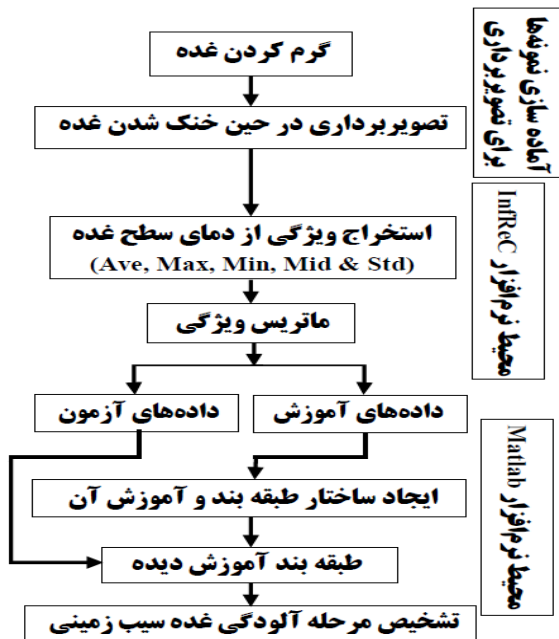 گرم کردن غده
تصویربرداری در حین خنک شدن غده
استخراج ویژگی از دمای سطح غده
(Ave, Max, Min, Mid & Std)
ماتریس ویژگی
داده‌های آموزش
داده‌های آزمون
ایجاد ساختار طبقه بند و آموزش آن
طبقه بند آموزش دیده
تشخیص مرحله آلودگی غده سیب زمینی
آماده سازی نمونه‌ها
برای تصویربرداری
محیط نرم‌افزار InfReC
محیط نرم‌افزار Matlab